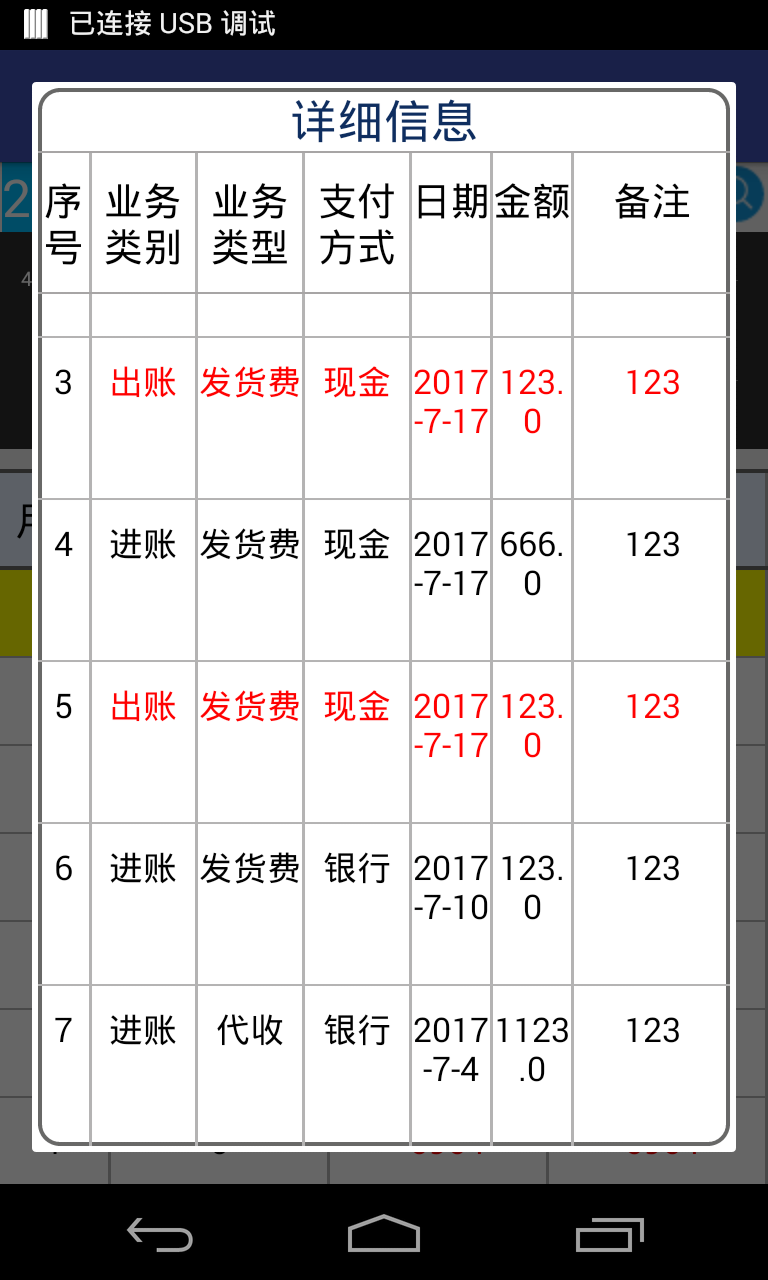 已连接 USB 调试
详细信息
序号 业务类别 业务类型 支付方式 日期 金额 备注
3 出账 发货费 现金 2017-7-17 123.0 123
4 进账 发货费 现金 2017-7-17 666.0 123
5 出账 发货费 现金 2017-7-17 123.0 123
6 进账 发货费 银行 2017-7-10 123.0 123
7 进账 代收 银行 2017-7-4 1123.0 123
2
4